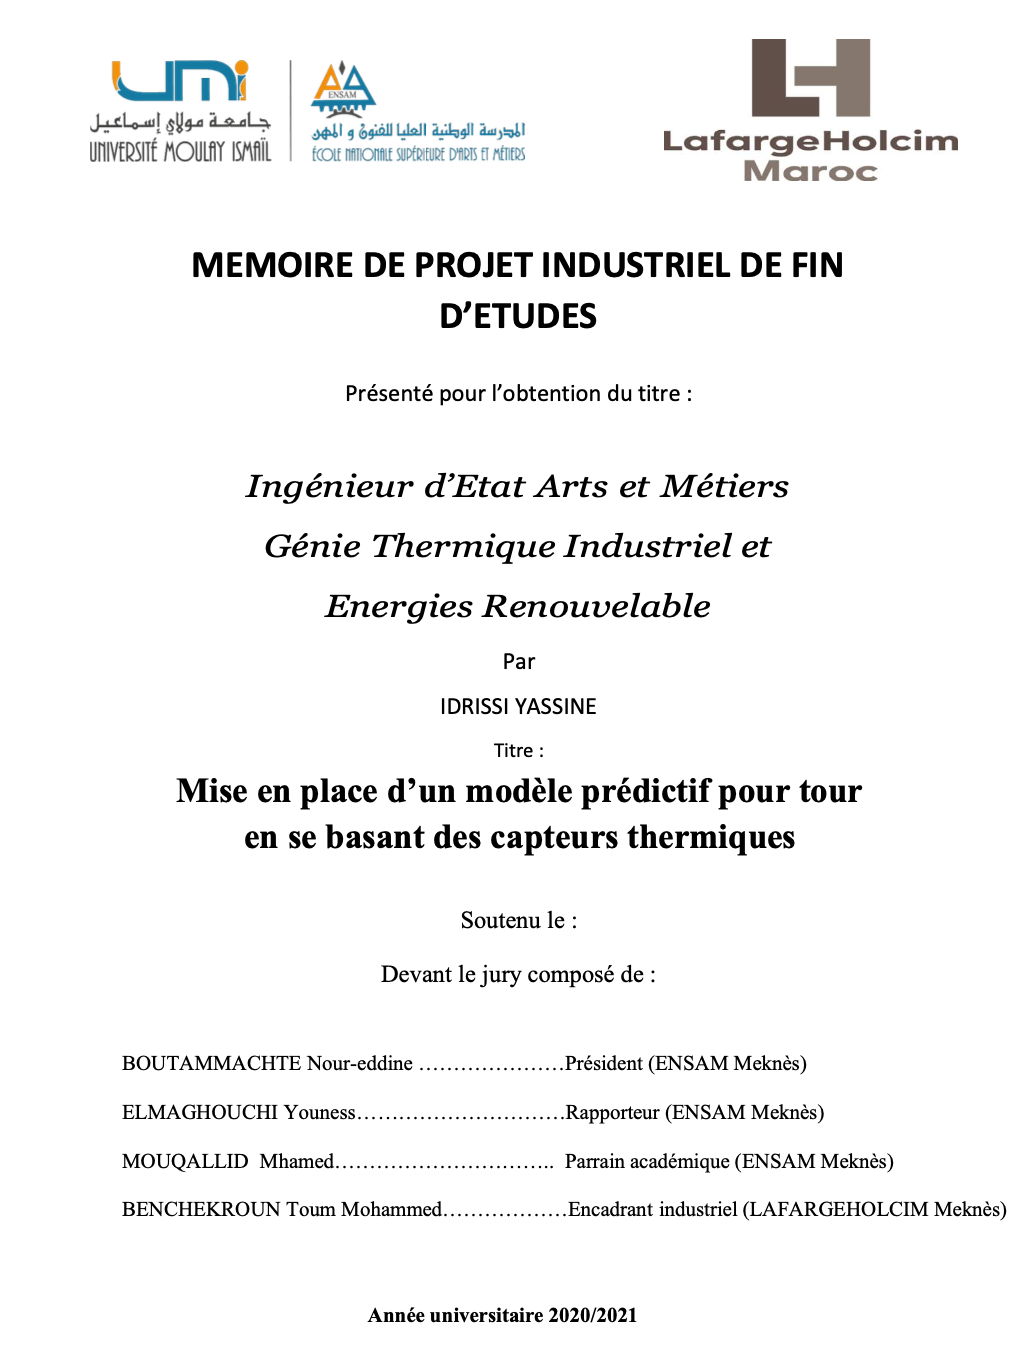 umi
جامعة مولاي إسماعيل
UNIVERSITÉ MOULAY ISMAÏL
ENSAM
المدرسة الوطنية العليا للفنون و المهن
ÉCOLE NATIONALE SUPÉRIEURE D'ARTS ET MÉTIERS
LH
LafargeHolcim
Maroc
MEMOIRE DE PROJET INDUSTRIEL DE FIN
D’ETUDES
Présenté pour l’obtention du titre :
Ingénieur d’Etat Arts et Métiers
Génie Thermique Industriel et
Energies Renouvelable
Par
IDRISSI YASSINE
Titre :
Mise en place d’un modèle prédictif pour tour
en se basant des capteurs thermiques
Soutenu le :
Devant le jury composé de :
BOUTAMMACHTE Nour-eddine …………………Président (ENSAM Meknès)
ELMAGHOUCHI Youness…………………………Rapporteur (ENSAM Meknès)
MOUQALLID  Mhamed………………………….. Parrain académique (ENSAM Meknès)
BENCHEKROUN Toum Mohammed………………Encadrant industriel (LAFARGEHOLCIM Meknès)
Année universitaire 2020/2021